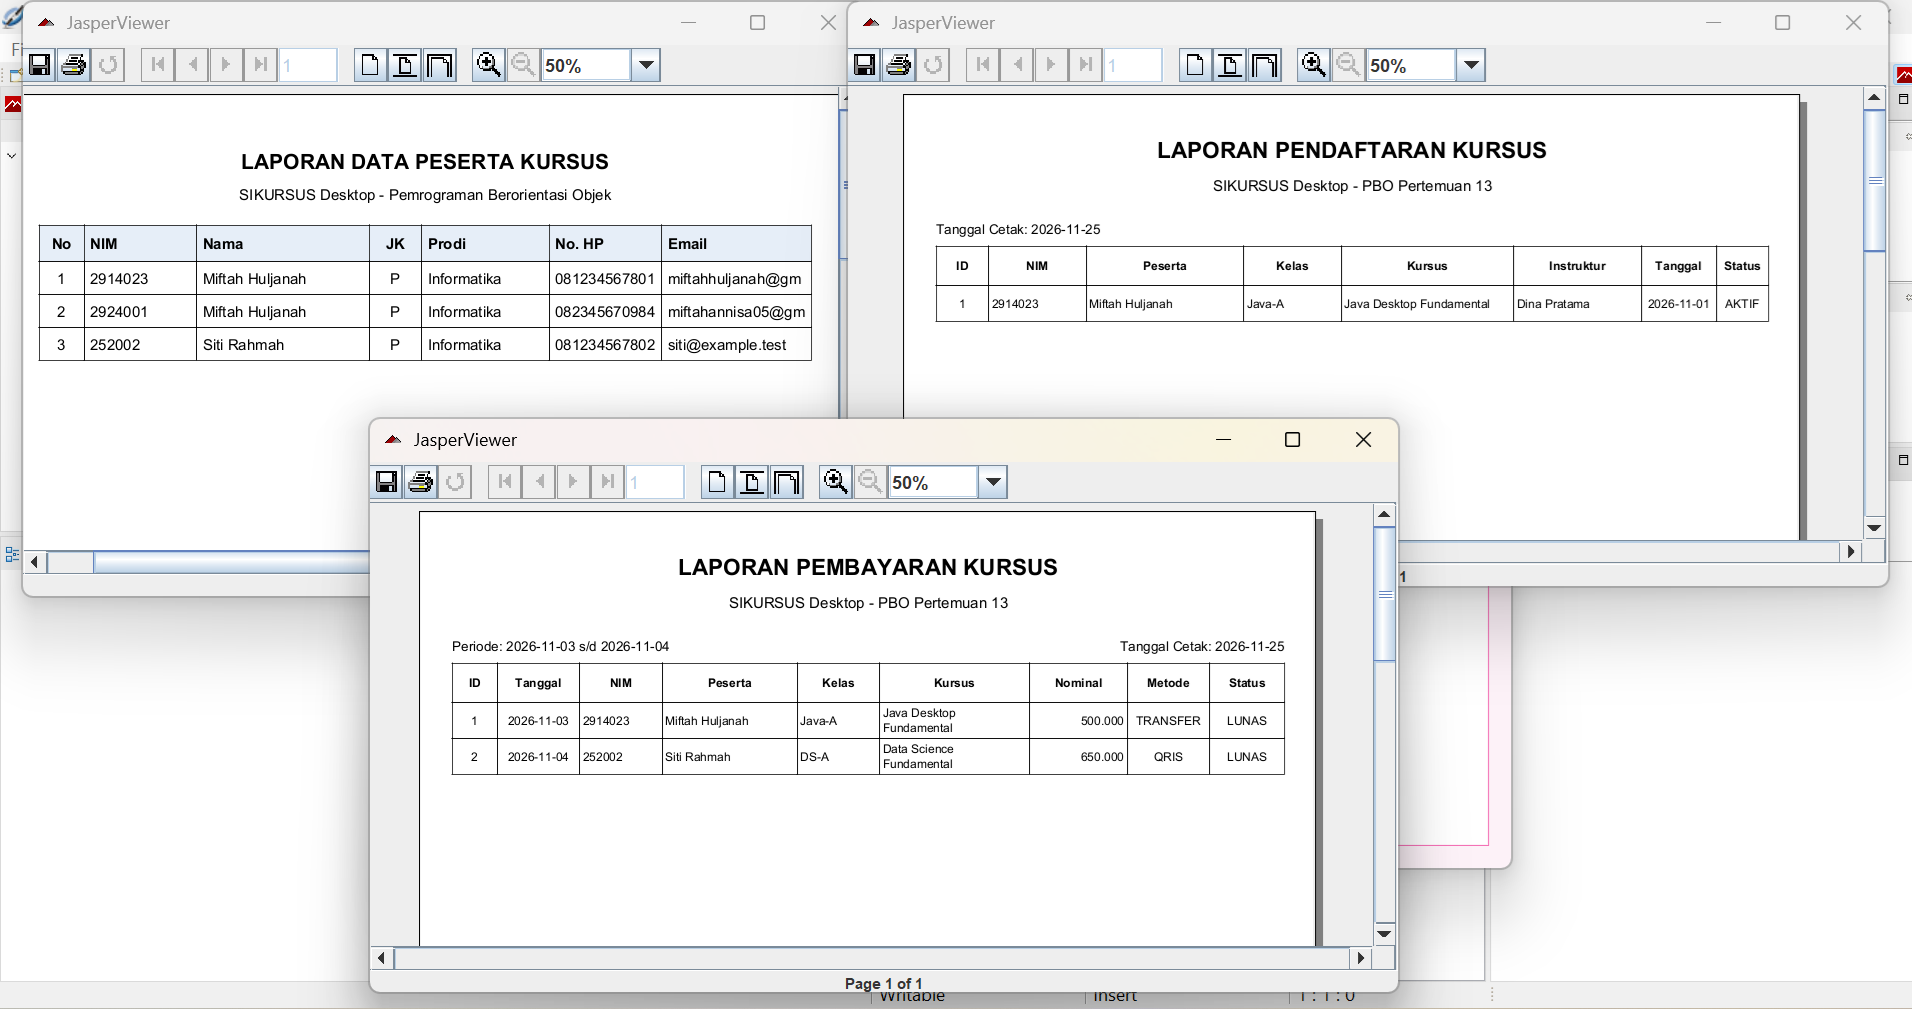 JasperViewer
Fi
1
50%
LAPORAN DATA PESERTA KURSUS
SIKURSUS Desktop - Pemrograman Berorientasi Objek
No NIM Nama JK Prodi No. HP Email
1 2914023 Miftah Huljanah P Informatika 081234567801 miftahhuljanah@gm
2 2924001 Miftah Huljanah P Informatika 082345670984 miftahannisa05@gm
3 252002 Siti Rahmah P Informatika 081234567802 siti@example.test
JasperViewer
1
50%
LAPORAN PENDAFTARAN KURSUS
SIKURSUS Desktop - PBO Pertemuan 13
Tanggal Cetak: 2026-11-25
ID NIM Peserta Kelas Kursus Instruktur Tanggal Status
1 2914023 Miftah Huljanah Java-A Java Desktop Fundamental Dina Pratama 2026-11-01 AKTIF
1
JasperViewer
1
50%
LAPORAN PEMBAYARAN KURSUS
SIKURSUS Desktop - PBO Pertemuan 13
Periode: 2026-11-03 s/d 2026-11-04 Tanggal Cetak: 2026-11-25
ID Tanggal NIM Peserta Kelas Kursus Nominal Metode Status
1 2026-11-03 2914023 Miftah Huljanah Java-A Java Desktop Fundamental 500.000 TRANSFER LUNAS
2 2026-11-04 252002 Siti Rahmah DS-A Data Science Fundamental 650.000 QRIS LUNAS
Page 1 of 1
Writable Insert 1 : 1 : 0